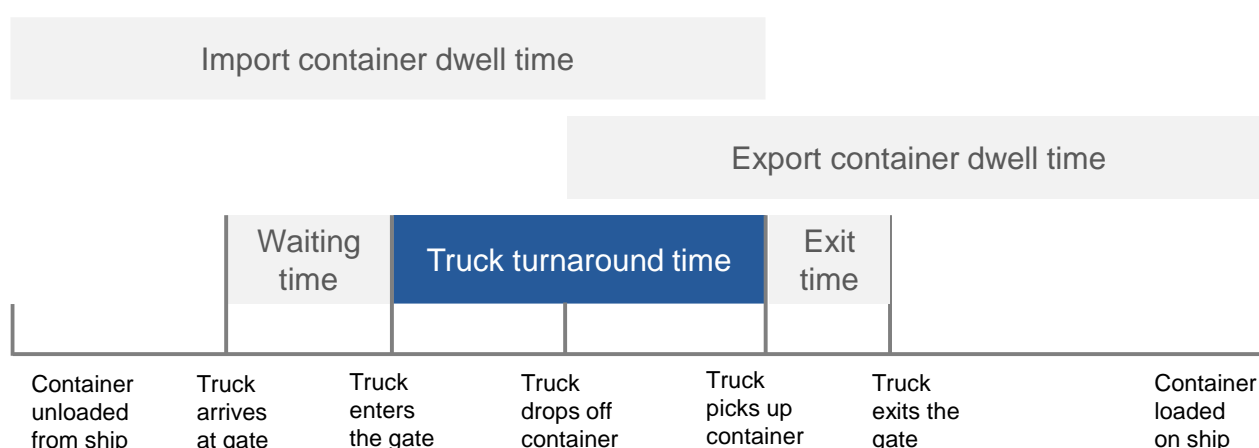 Import container dwell time
Export container dwell time
Waiting
time
Truck turnaround time
Exit
time
Container
unloaded
from ship
Truck
arrives
at gate
Truck
enters
the gate
Truck
drops off
container
Truck
picks up
container
Truck
exits the
gate
Container
loaded
on ship